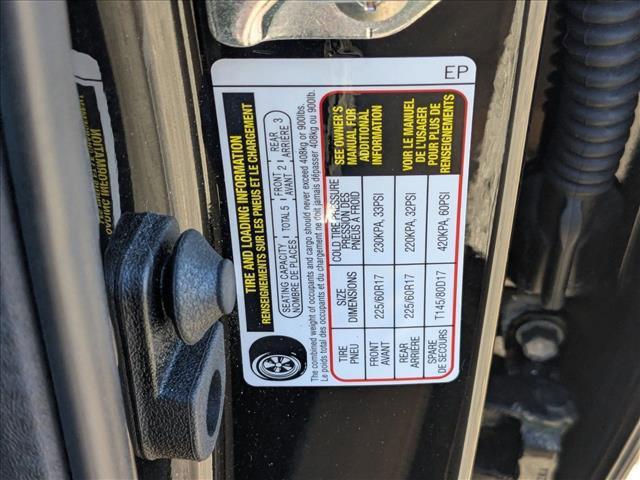 EP
TIRE AND LOADING INFORMATION
RENSEIGNEMENTS SUR LES PNEUS ET LE CHARGEMENT
SEATING CAPACITY
NOMBRE DE PLACES
TOTAL 5
FRONT 2
AVANT 2
REAR 3
ARRIÈRE 3
The combined weight of occupants and cargo should never exceed 408kg or 900lbs.
Le poids total des occupants et du chargement ne doit jamais dépasser 408kg ou 900lb.
TIRE
PNEU
SIZE
DIMENSIONS
COLD TIRE PRESSURE
PRESSION DES
PNEUS À FROID
SEE OWNER'S
MANUAL FOR
ADDITIONAL
INFORMATION
VOIR LE MANUEL
DE L'USAGER
POUR PLUS DE
RENSEIGNEMENTS
FRONT
AVANT
225/60R17
230KPA, 33PSI
REAR
ARRIÈRE
225/60R17
220KPA, 32PSI
SPARE
DE SECOURS
T145/80D17
420KPA, 60PSI